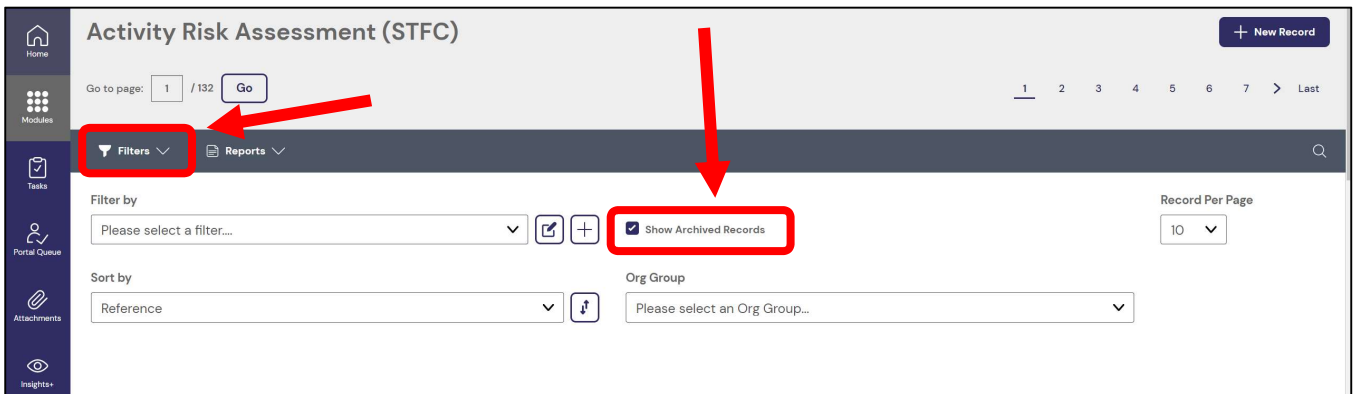 Home
Modules
Tasks
Portal Queue
Attachments
Insights+
Activity Risk Assessment (STFC)
+ New Record
Go to page: 1 / 132 Go
1 2 3 4 5 6 7 > Last
Filters Reports
Filter by
Please select a filter....
Show Archived Records
Record Per Page
10
Sort by
Reference
Org Group
Please select an Org Group...